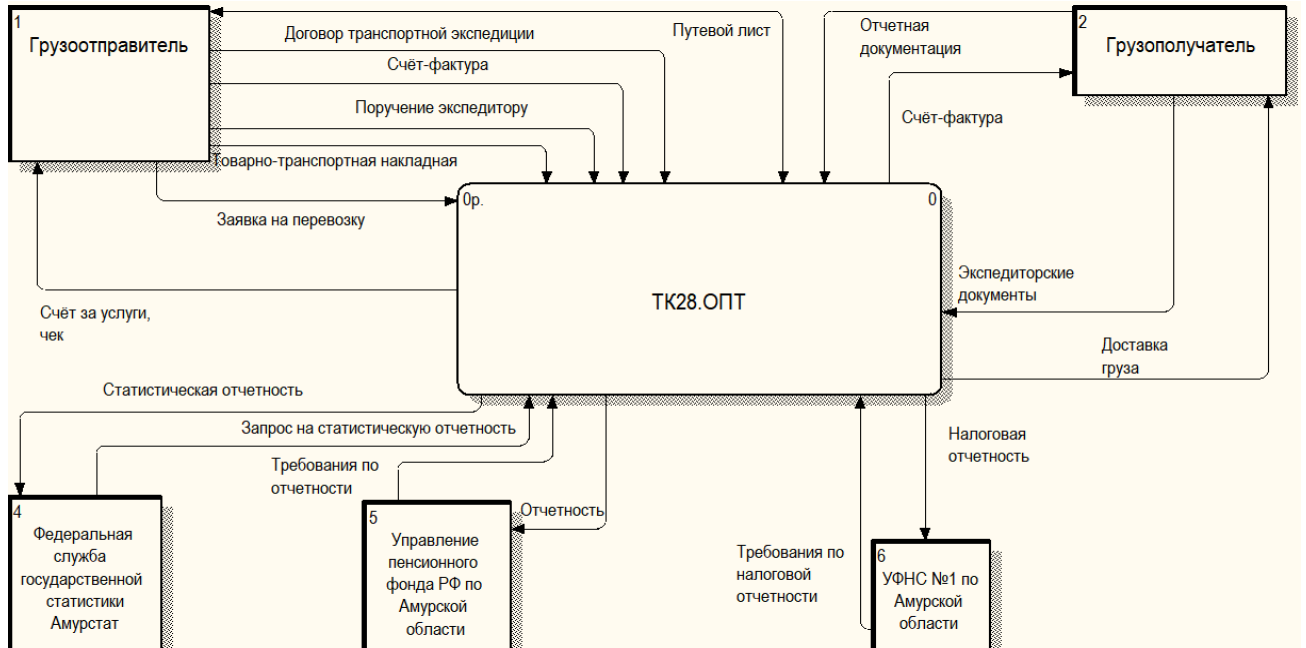 1
Грузоотправитель
Договор транспортной экспедиции
Счёт-фактура
Поручение экспедитору
Товарно-транспортная накладная
Заявка на перевозку
Счёт за услуги,
чек
Путевой лист
Отчетная
документация
2
Грузополучатель
Счёт-фактура
0р.
0
ТК28.ОПТ
Экспедиторские
документы
Доставка
груза
Статистическая отчетность
Запрос на статистическую отчетность
Требования по
отчетности
Отчетность
Налоговая
отчетность
Требования по
налоговой
отчетности
4
Федеральная
служба
государственной
статистики
Амурстат
5
Управление
пенсионного
фонда РФ по
Амурской
области
6
УФНС №1 по
Амурской
области